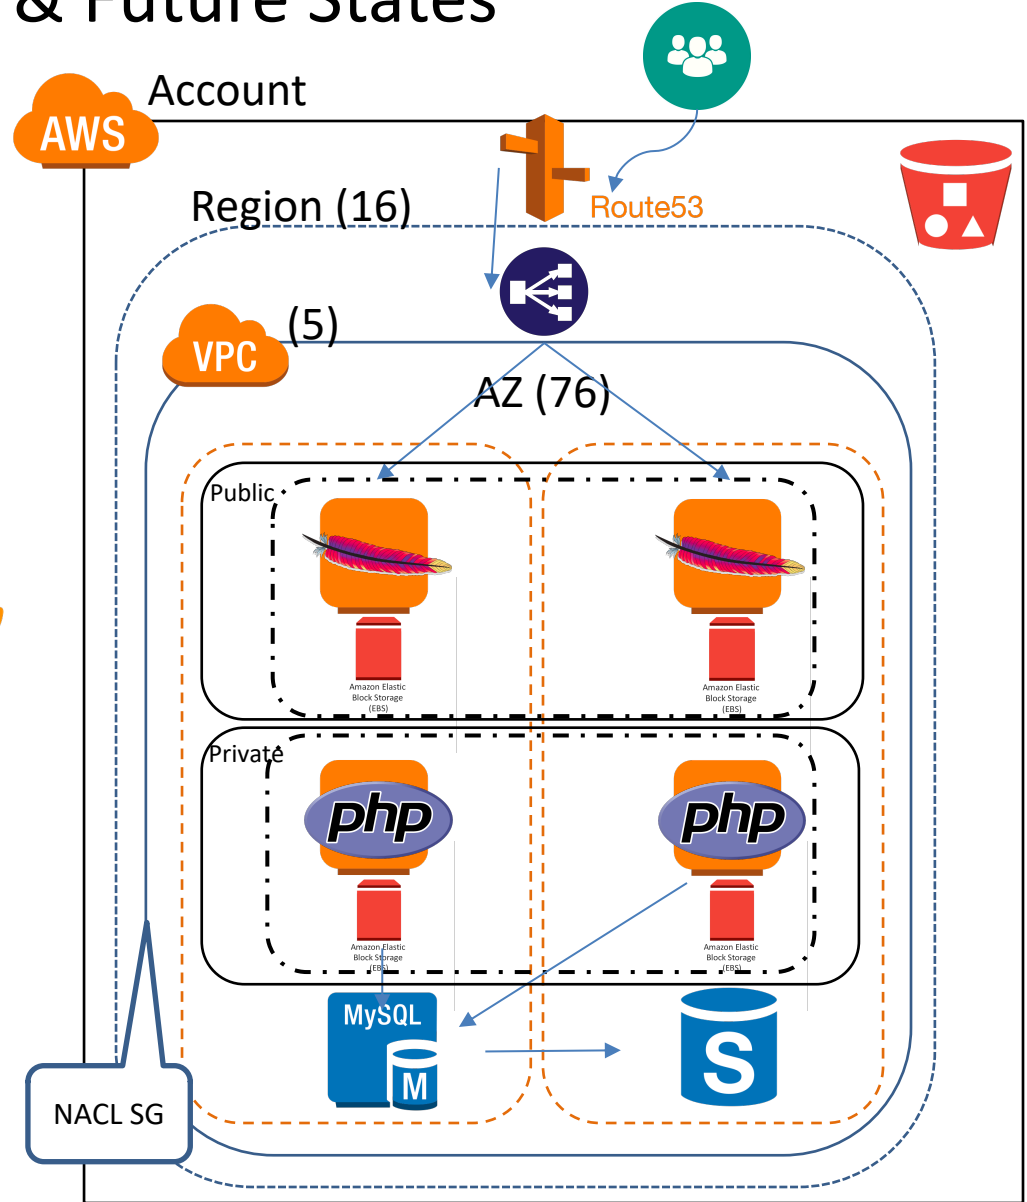 & Future States
Account
AWS
Route53
Region (16)
VPC
(5)
AZ (76)
Public
Amazon Elastic
Block Storage
(EBS)
Amazon Elastic
Block Storage
(EBS)
Private
php
php
Amazon Elastic
Block Storage
(EBS)
Amazon Elastic
Block Storage
(EBS)
MySQL
M
S
NACL SG